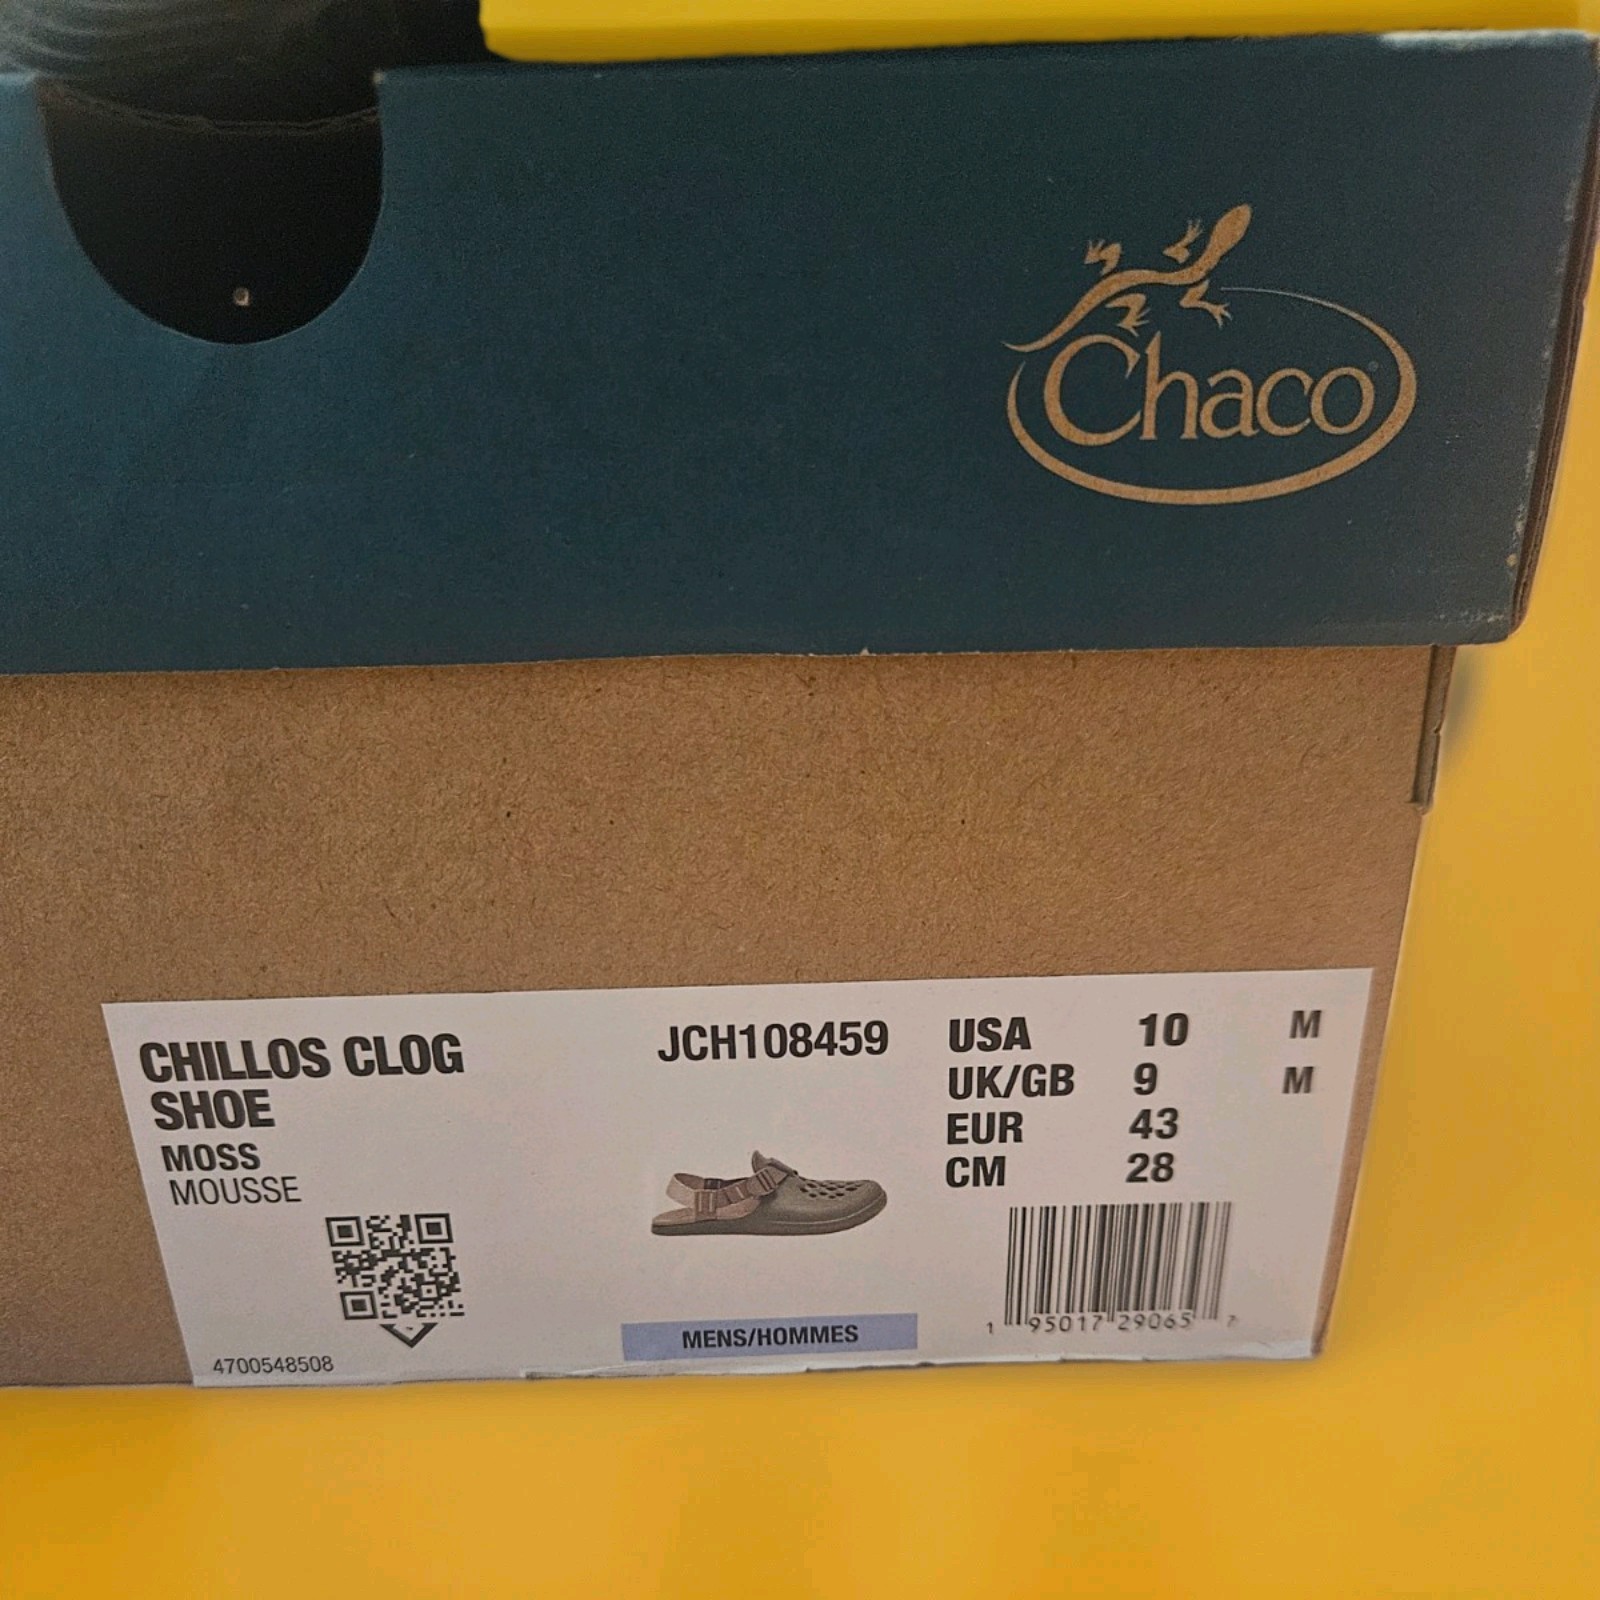 Chaco
CHILLOS CLOG
SHOE
MOSS
MOUSSE
4700548508
JCH108459
MENS/HOMMES
USA 10 M
UK/GB 9 M
EUR 43
CM 28
1 95017 29065 7